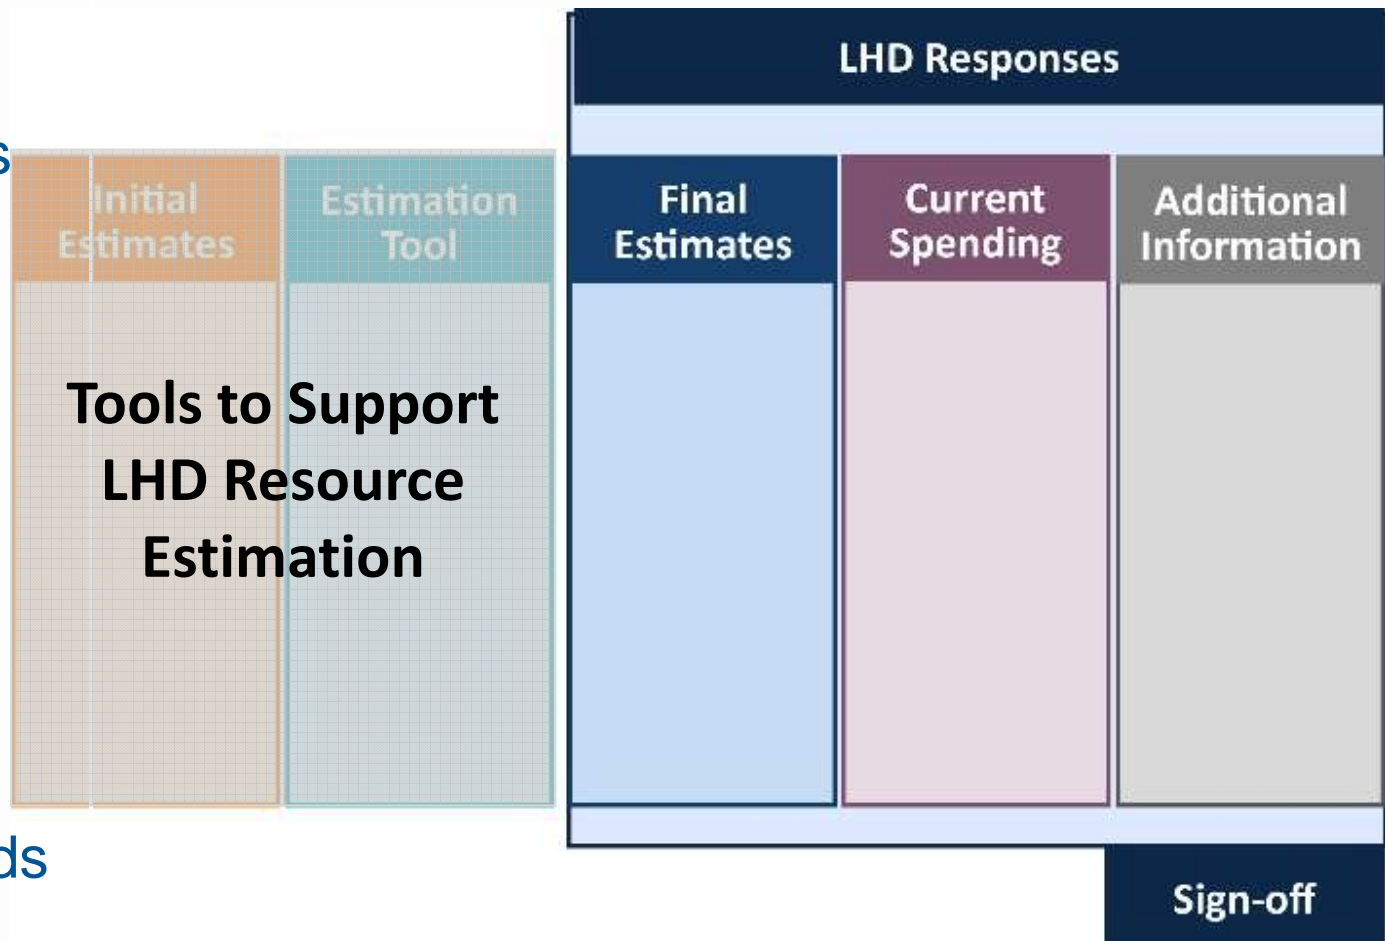 LHD Responses
s
Initial
Estimates
Estimation
Tool
Final
Estimates
Current
Spending
Additional
Information
Tools to Support
LHD Resource
Estimation
ds
Sign-off